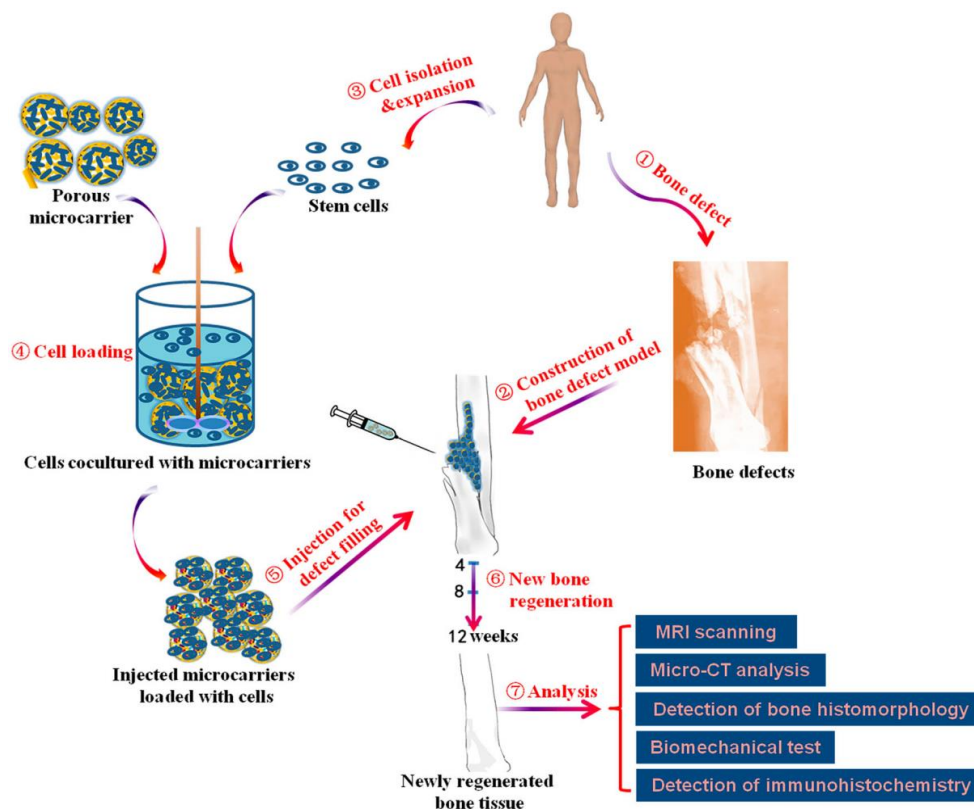 ③ Cell isolation
&expansion
Porous
microcarrier
Stem cells
① Bone defect
④ Cell loading
② Construction of
bone defect model
Cells cocultured with microcarriers
Bone defects
⑤ Injection for
defect filling
4
8
12 weeks
⑥ New bone
regeneration
Injected microcarriers
loaded with cells
⑦ Analysis
MRI scanning
Micro-CT analysis
Detection of bone histomorphology
Biomechanical test
Detection of immunohistochemistry
Newly regenerated
bone tissue